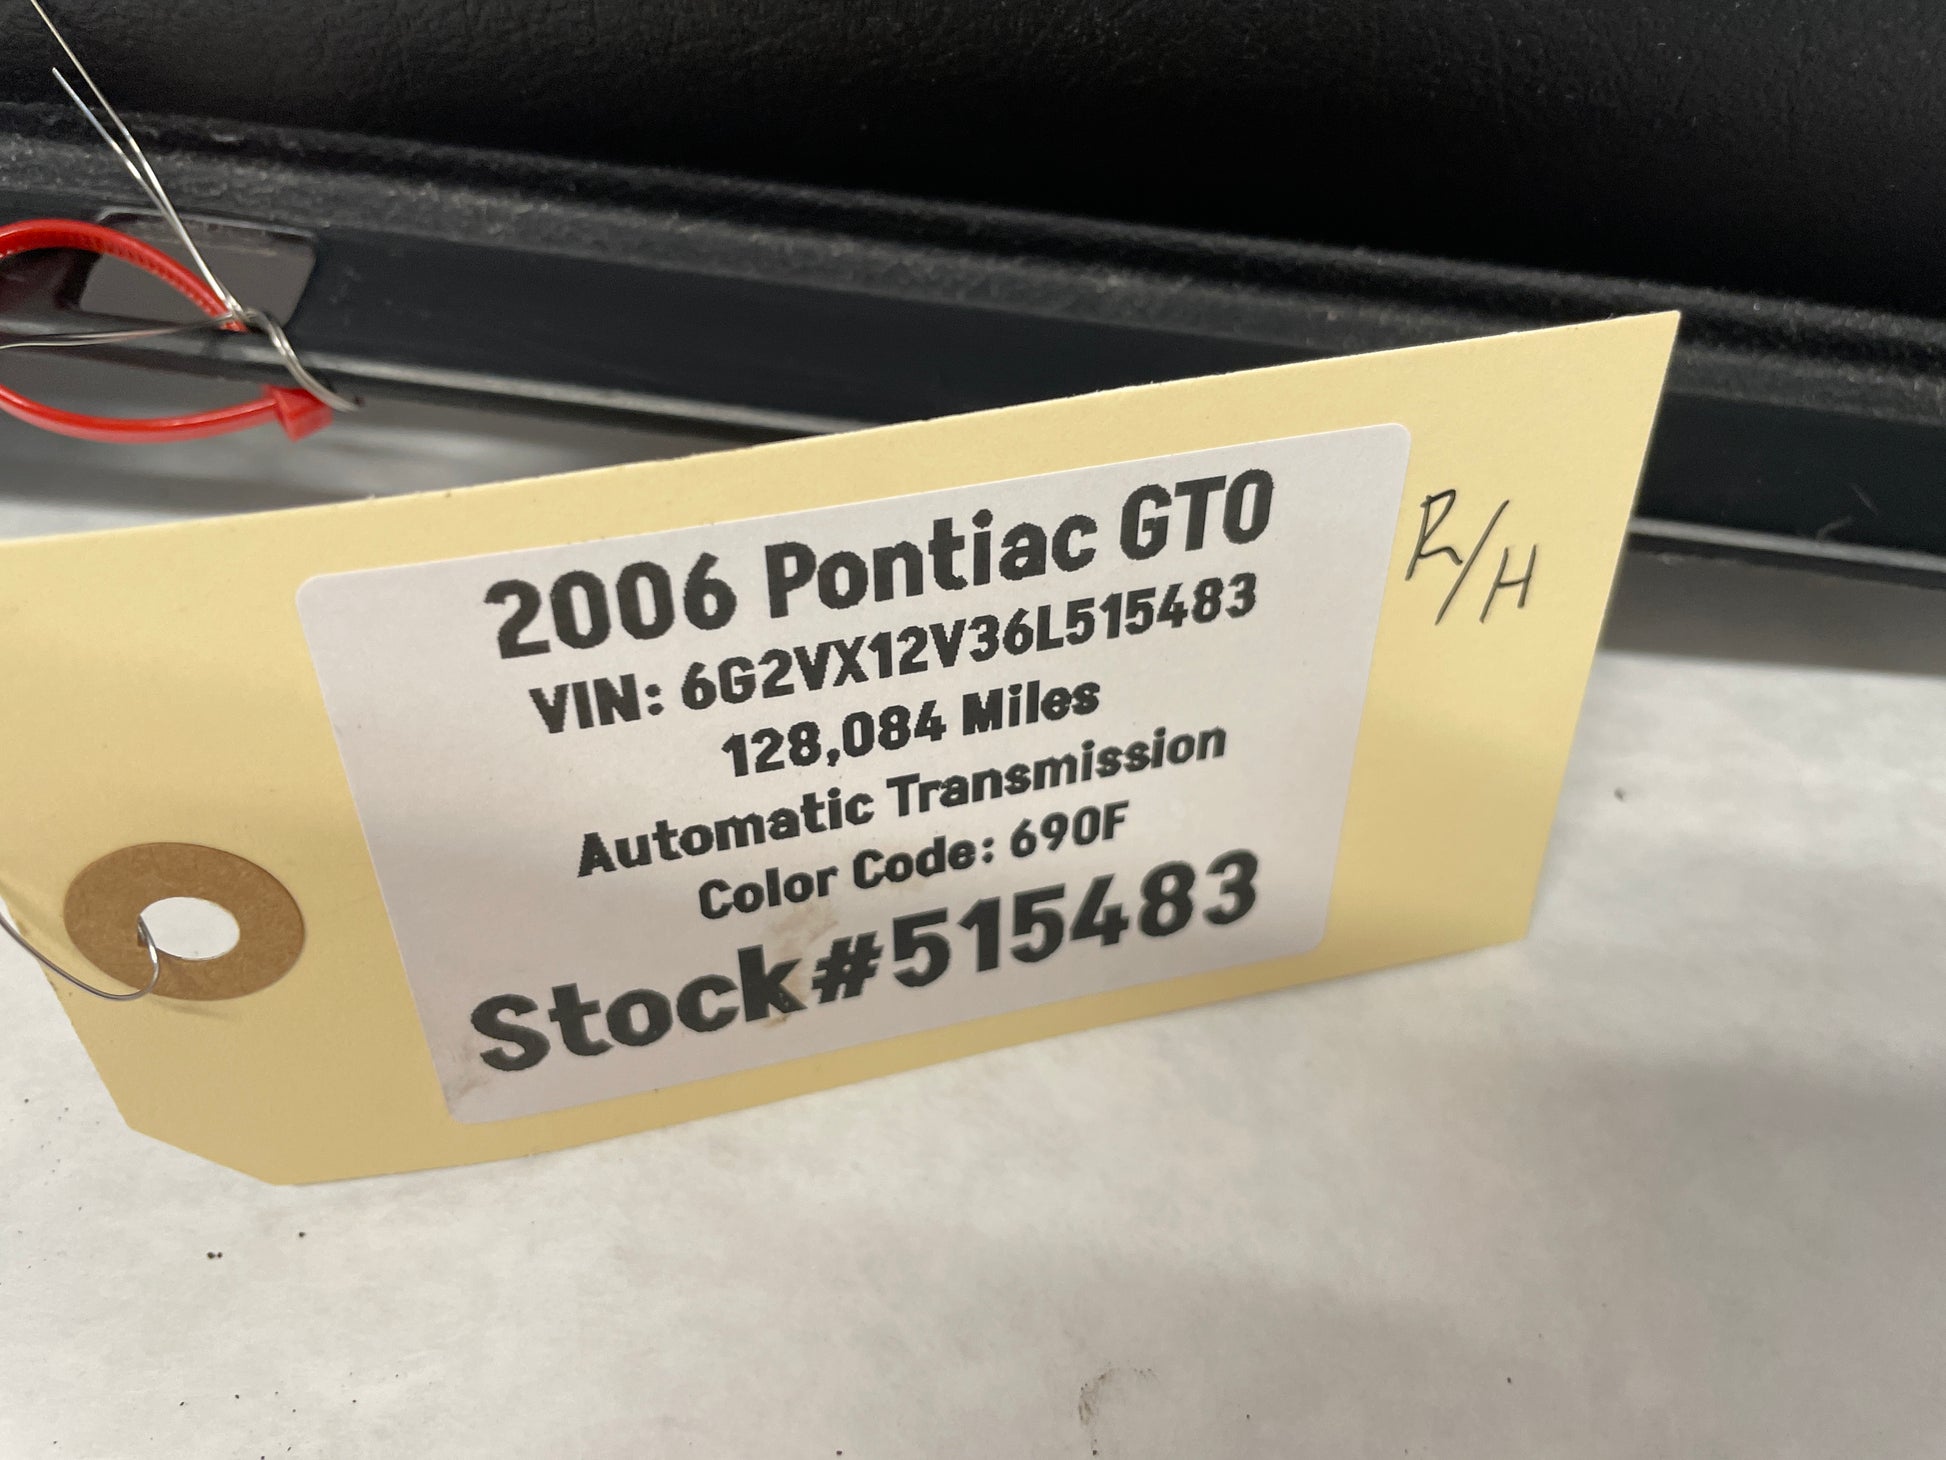 2006 Pontiac GTO
VIN: 6G2VX12V36L515483
128,084 Miles
Automatic Transmission
Color Code: 690F
Stock#515483
R/H